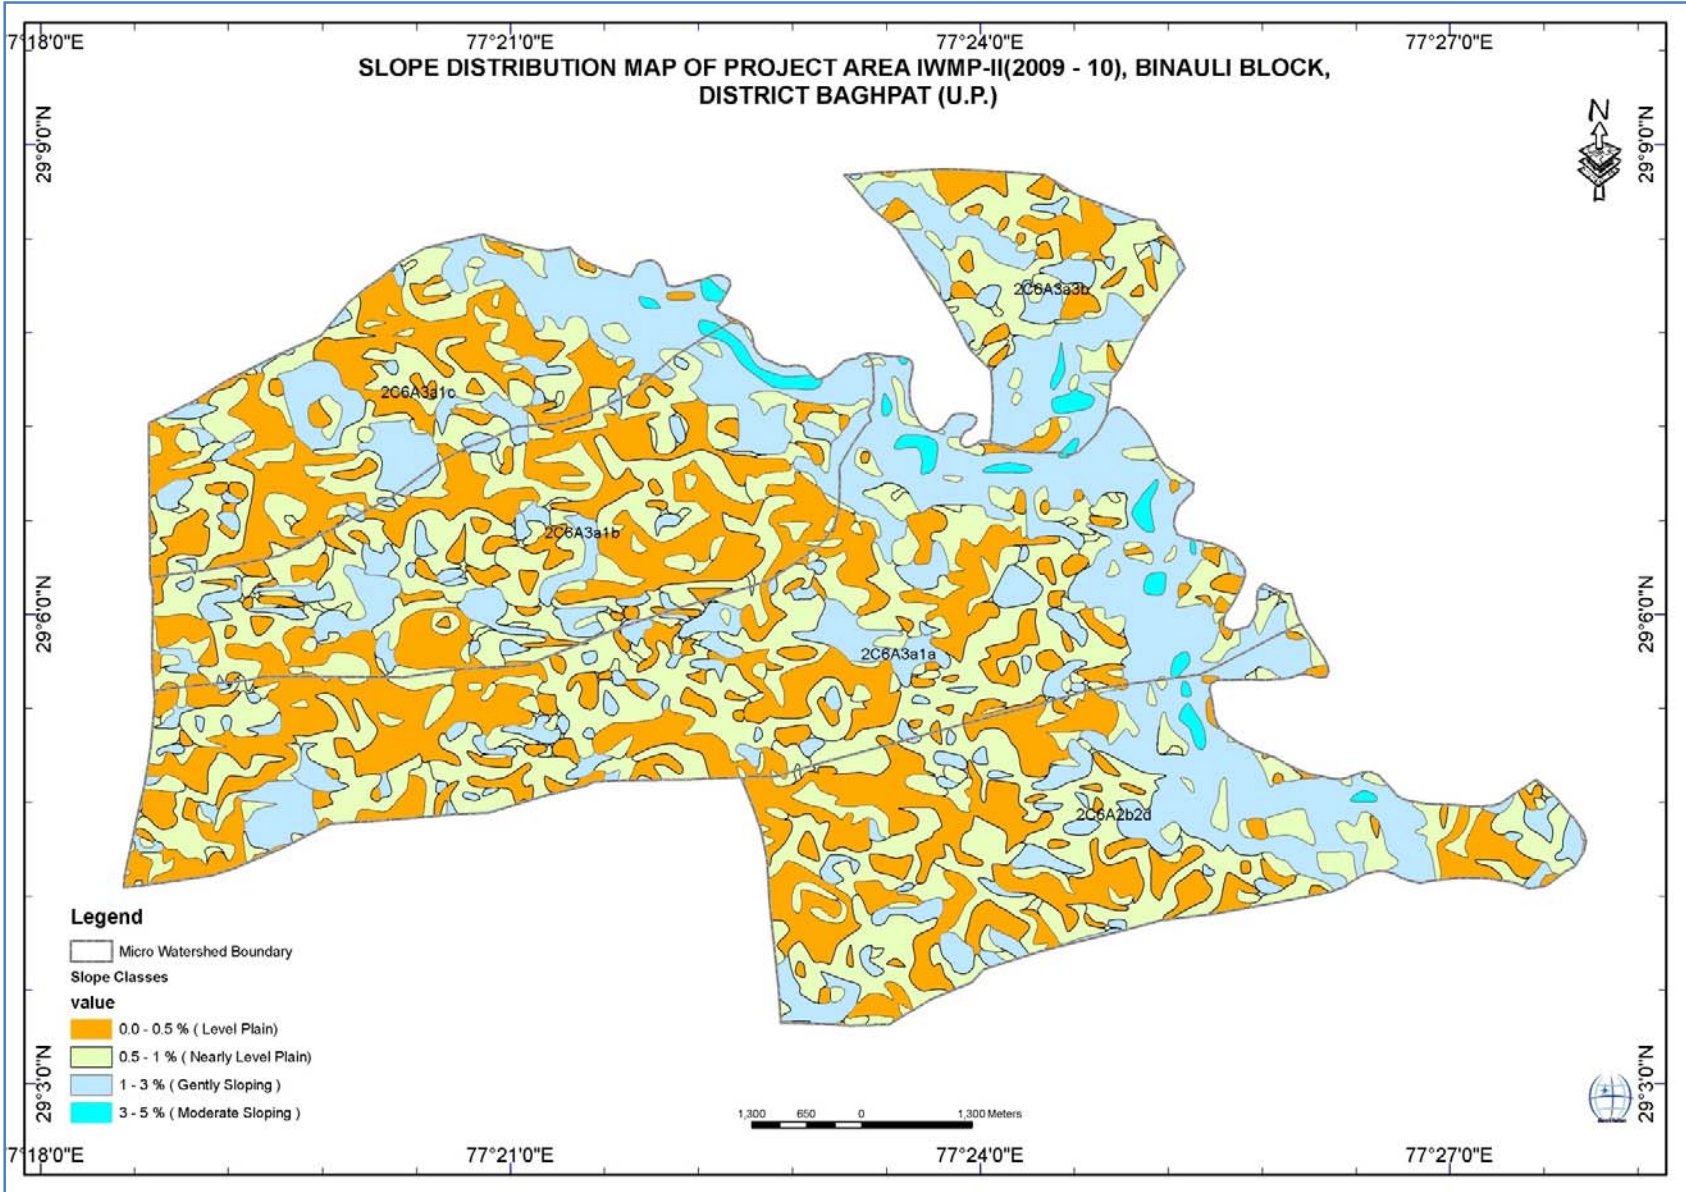 7°18'0"E
77°21'0"E
77°24'0"E
77°27'0"E
SLOPE DISTRIBUTION MAP OF PROJECT AREA IWMP-II(2009 - 10), BINAULI BLOCK,
DISTRICT BAGHPAT (U.P.)
N
29°9'0"N
29°9'0"N
2C6A3a3b
2C6A3a1c
2C6A3a1b
29°6'0"N
29°6'0"N
2C6A3a1a
2C6A2b2d
Legend
Micro Watershed Boundary
Slope Classes
value
0.0 - 0.5 % ( Level Plain)
0.5 - 1 % ( Nearly Level Plain)
1 - 3 % ( Gently Sloping )
3 - 5 % ( Moderate Sloping )
29°3'0"N
29°3'0"N
1,300 650 0 1,300 Meters
7°18'0"E
77°21'0"E
77°24'0"E
77°27'0"E